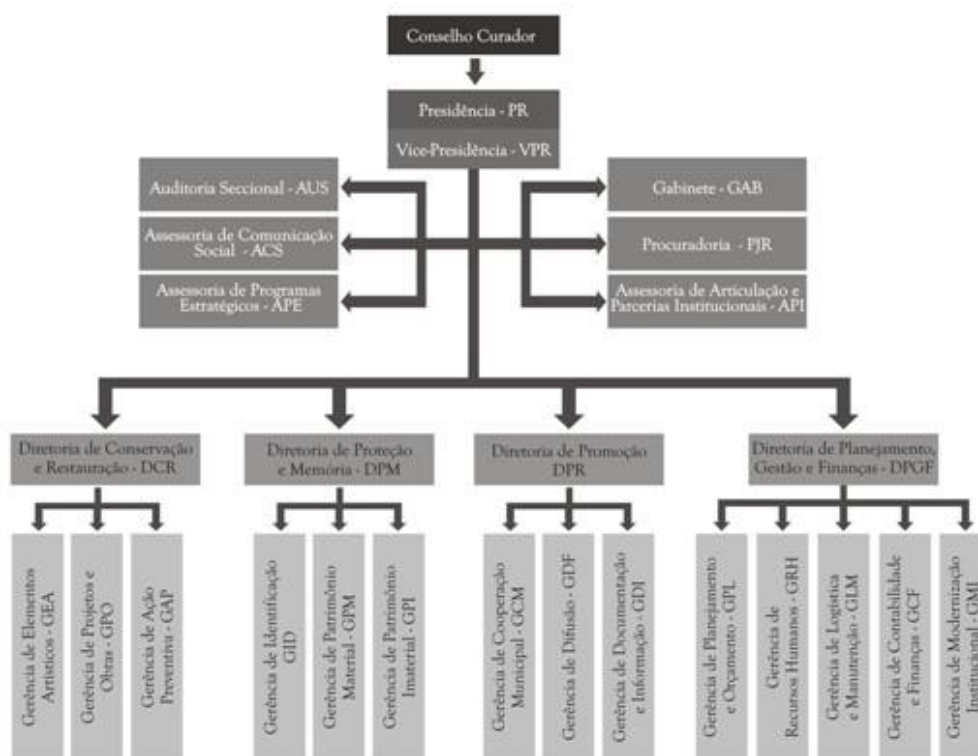 Conselho Curador
Presidência - PR
Vice-Presidência - VPR
Auditoria Seccional - AUS
Gabinete - GAB
Assessoria de Comunicação
Social - ACS
Procuradoria - PJR
Assessoria de Programas
Estratégicos - APE
Assessoria de Articulação e
Parcerias Institucionais - API
Diretoria de Conservação
e Restauração - DCR
Diretoria de Proteção
e Memória - DPM
Diretoria de Promoção
DPR
Diretoria de Planejamento,
Gestão e Finanças - DPGF
Gerência de Elementos
Artísticos - GEA
Gerência de Projetos e
Obras - GPO
Gerência de Ação
Preventiva - GAP
Gerência de Identificação
GID
Gerência de Patrimônio
Material - GPM
Gerência de Patrimônio
Imaterial - GPI
Gerência de Cooperação
Municipal - GCM
Gerência de Difusão - GDF
Gerência de Documentação
e Informação - GDI
Gerência de Planejamento
e Orçamento - GPL
Gerência de
Recursos Humanos - GRH
Gerência de Logística
e Manutenção - GLM
Gerência de Contabilidade
e Finanças - GCF
Gerência de Modernização
Institucional - GMI